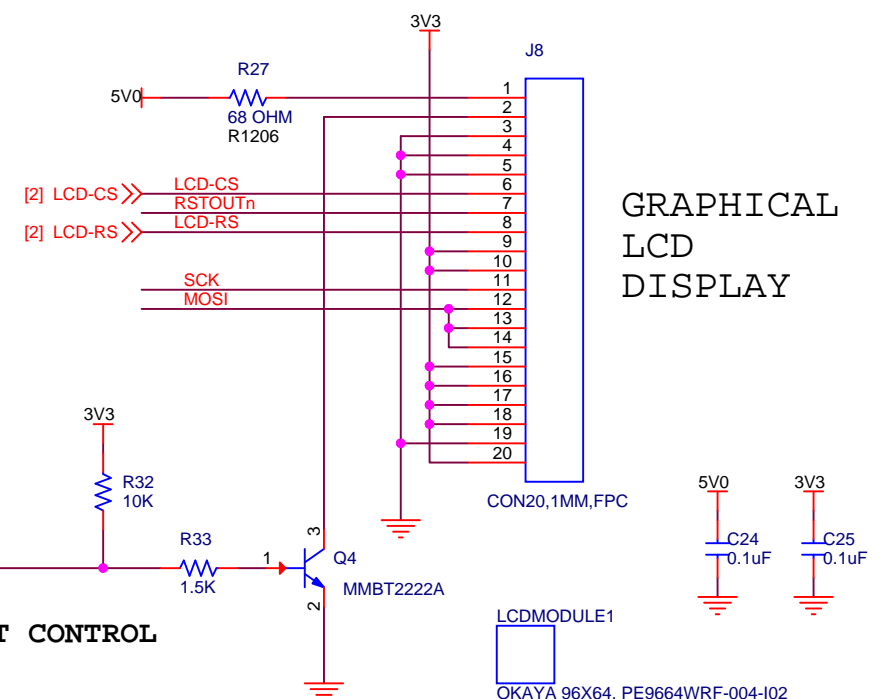 3V3
J8
R27
5V0
68 OHM
R1206
1
2
3
4
5
[2] LCD-CS
LCD-CS
6
RSTOUTn
7
[2] LCD-RS
LCD-RS
8
9
10
SCK
11
MOSI
12
13
14
15
16
17
18
19
20
GRAPHICAL
LCD
DISPLAY
CON20,1MM,FPC
3V3
R32
10K
R33
1.5K
1
3
2
Q4
MMBT2222A
5V0
C24
0.1uF
3V3
C25
0.1uF
T CONTROL
LCDMODULE1
OKAYA 96X64, PE9664WRF-004-I02